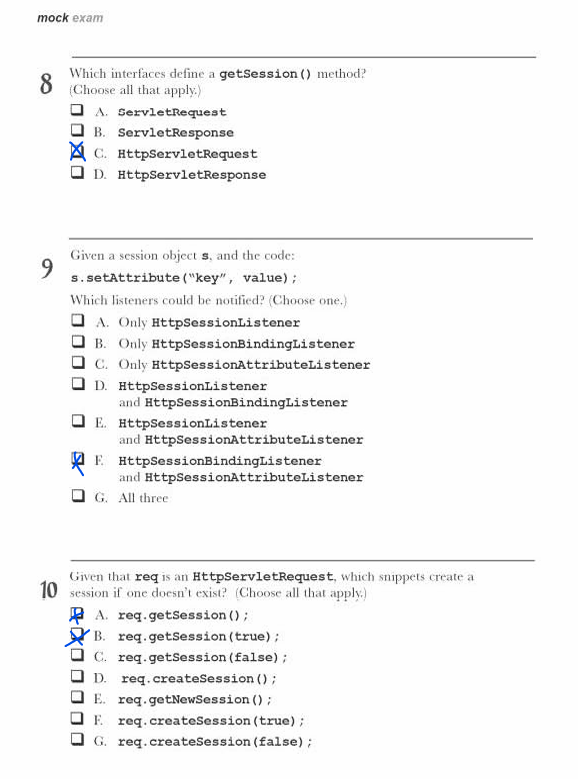 mock exam
8
Which interfaces define a getSession() method?
(Choose all that apply.)
A. ServletRequest
B. ServletResponse
C. HttpServletRequest
D. HttpServletResponse
9
Given a session object s, and the code:
s.setAttribute(“key”, value);
Which listeners could be notified? (Choose one.)
A. Only HttpSessionListener
B. Only HttpSessionBindingListener
C. Only HttpSessionAttributeListener
D. HttpSessionListener
and HttpSessionBindingListener
E. HttpSessionListener
and HttpSessionAttributeListener
F. HttpSessionBindingListener
and HttpSessionAttributeListener
G. All three
10
Given that req is an HttpServletRequest, which snippets create a
session if one doesn’t exist? (Choose all that apply.)
A. req.getSession();
B. req.getSession(true);
C. req.getSession(false);
D. req.createSession();
E. req.getNewSession();
F. req.createSession(true);
G. req.createSession(false);